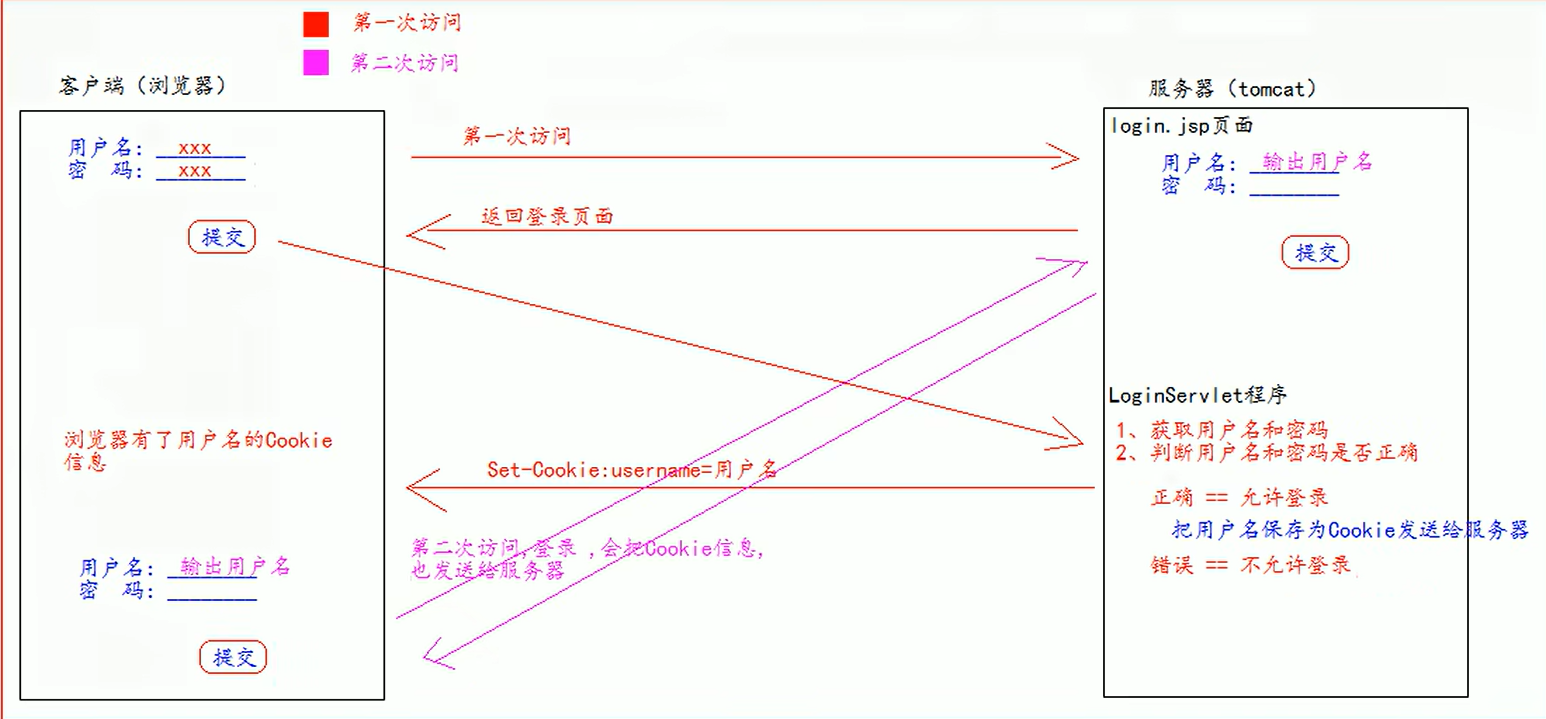 第一次访问
第二次访问
客户端（浏览器）
用户名： xxx
密 码： xxx
提交
浏览器有了用户名的Cookie
信息
用户名： 输出用户名
密 码：
提交
第一次访问
返回登录页面
Set-Cookie:username=用户名
第二次访问,登录 ,会把Cookie信息,
也发送给服务器
服务器（tomcat）
login.jsp页面
用户名： 输出用户名
密 码：
提交
LoginServlet程序
1、获取用户名和密码
2、判断用户名和密码是否正确
正确 == 允许登录
把用户名保存为Cookie发送给服务器
错误 == 不允许登录